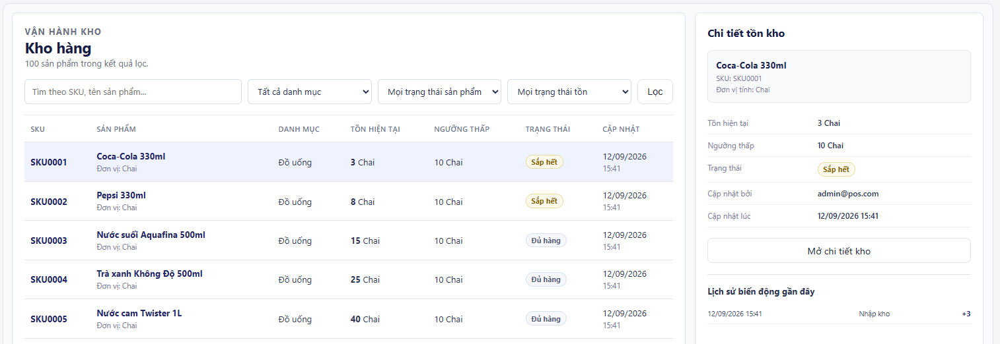 VẬN HÀNH KHO
Kho hàng
100 sản phẩm trong kết quả lọc.
Tìm theo SKU, tên sản phẩm... Tất cả danh mục Mọi trạng thái sản phẩm Mọi trạng thái tồn Lọc
SKU SẢN PHẨM DANH MỤC TỒN HIỆN TẠI NGƯỠNG THẤP TRẠNG THÁI CẬP NHẬT
SKU0001 Coca-Cola 330ml Đồ uống 3 Chai 10 Chai Sắp hết 12/09/2026
Đơn vị: Chai 15:41
SKU0002 Pepsi 330ml Đồ uống 8 Chai 10 Chai Sắp hết 12/09/2026
Đơn vị: Chai 15:41
SKU0003 Nước suối Aquafina 500ml Đồ uống 15 Chai 10 Chai Đủ hàng 12/09/2026
Đơn vị: Chai 15:41
SKU0004 Trà xanh Không Độ 500ml Đồ uống 25 Chai 10 Chai Đủ hàng 12/09/2026
Đơn vị: Chai 15:41
SKU0005 Nước cam Twister 1L Đồ uống 40 Chai 10 Chai Đủ hàng 12/09/2026
Đơn vị: Chai 15:41
Chi tiết tồn kho
Coca-Cola 330ml
SKU: SKU0001
Đơn vị tính: Chai
Tồn hiện tại 3 Chai
Ngưỡng thấp 10 Chai
Trạng thái Sắp hết
Cập nhật bởi admin@pos.com
Cập nhật lúc 12/09/2026 15:41
Mở chi tiết kho
Lịch sử biến động gần đây
12/09/2026 15:41 Nhập kho +3